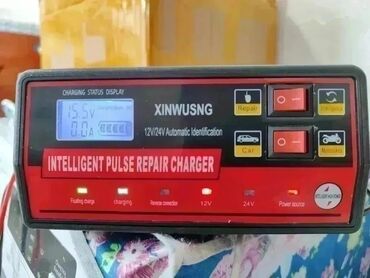 CHARGING STATUS DISPLAY
15.5V
0.0A
XINWUSNG
12V/24V Automatic Identification
Repair
Car
Motorbike
INTELLIGENT PULSE REPAIR CHARGER
Floating charge
charging
Reverse connection
12V
24V
Power source